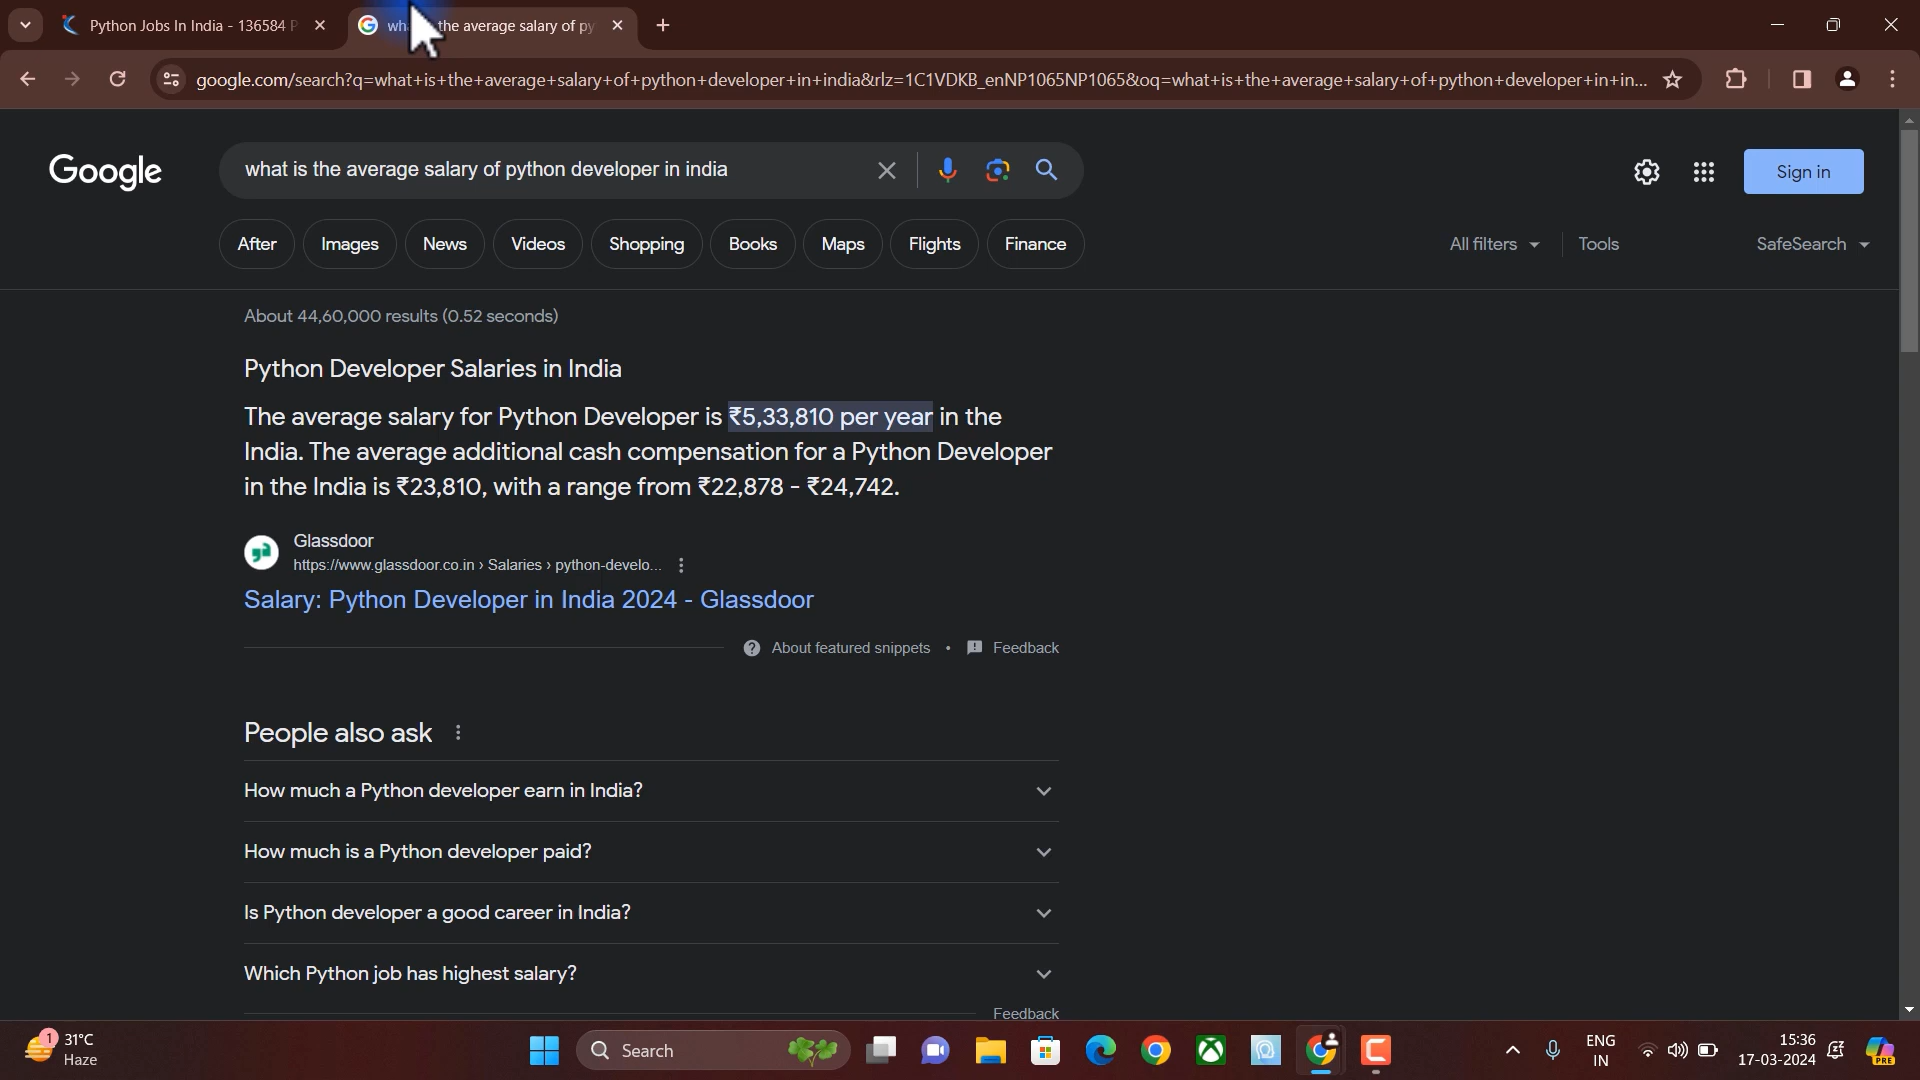 Python Jobs In India - 136584 P
the average salary of py
google.com/search?q=what+is+the+average+salary+of+python+developer+in+india&rlz=1C1VDKB_enNP1065NP1065&oq=what+is+the+average+salary+of+python+developer+in+in...
Google
what is the average salary of python developer in india
Sign in
After
Images
News
Videos
Shopping
Books
Maps
Flights
Finance
All filters
Tools
SafeSearch
About 44,60,000 results (0.52 seconds)
Python Developer Salaries in India
The average salary for Python Developer is ₹5,33,810 per year in the
India. The average additional cash compensation for a Python Developer
in the India is ₹23,810, with a range from ₹22,878 - ₹24,742.
Glassdoor
https://www.glassdoor.co.in › Salaries › python-develo...
Salary: Python Developer in India 2024 - Glassdoor
About featured snippets
•
Feedback
People also ask
How much a Python developer earn in India?
How much is a Python developer paid?
Is Python developer a good career in India?
Which Python job has highest salary?
Feedback
1
31°C
Haze
Search
ENG
IN
15:36
17-03-2024
PRE